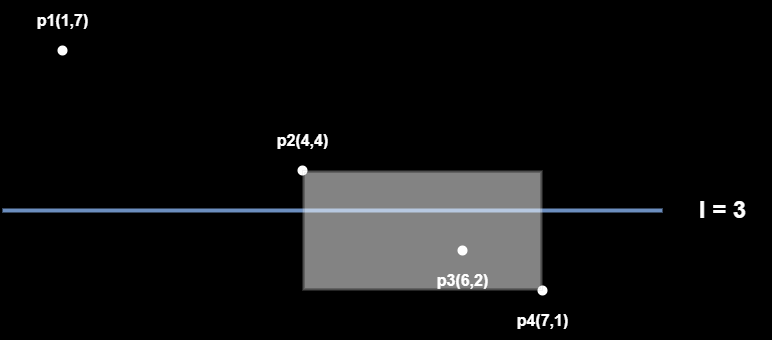 p1(1,7)
p2(4,4)
l = 3
p3(6,2)
p4(7,1)